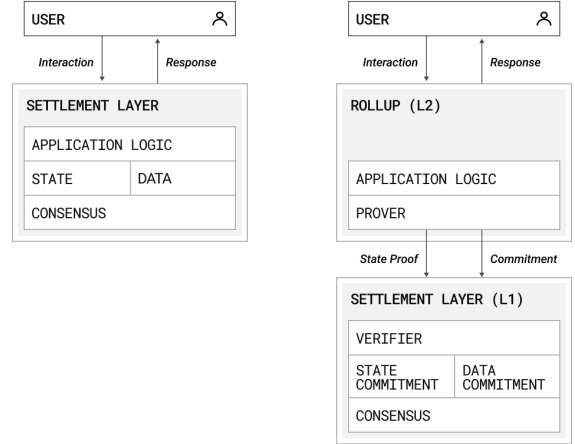 USER
Interaction
Response
SETTLEMENT LAYER
APPLICATION LOGIC
STATE
DATA
CONSENSUS
USER
Interaction
Response
ROLLUP (L2)
APPLICATION LOGIC
PROVER
State Proof
Commitment
SETTLEMENT LAYER (L1)
VERIFIER
STATE
COMMITMENT
DATA
COMMITMENT
CONSENSUS